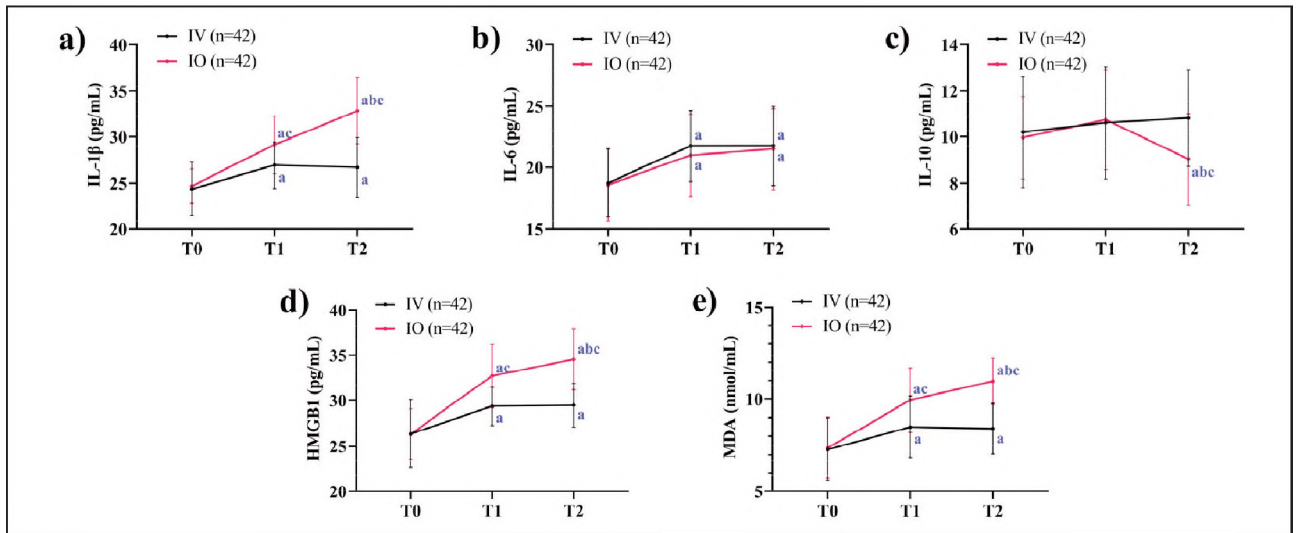 a)
IV (n=42)
IO (n=42)
IL-1β (pg/mL)
40
35
30
25
20
ac
abc
a
a
T0 T1 T2
b)
IV (n=42)
IO (n=42)
IL-6 (pg/mL)
30
25
20
15
a
a
a
a
T0 T1 T2
c)
IV (n=42)
IO (n=42)
IL-10 (pg/mL)
14
12
10
8
6
abc
T0 T1 T2
d)
IV (n=42)
IO (n=42)
HMGB1 (pg/mL)
40
35
30
25
20
ac
abc
a
a
T0 T1 T2
e)
IV (n=42)
IO (n=42)
MDA (nmol/mL)
15
10
5
ac
abc
a
a
T0 T1 T2